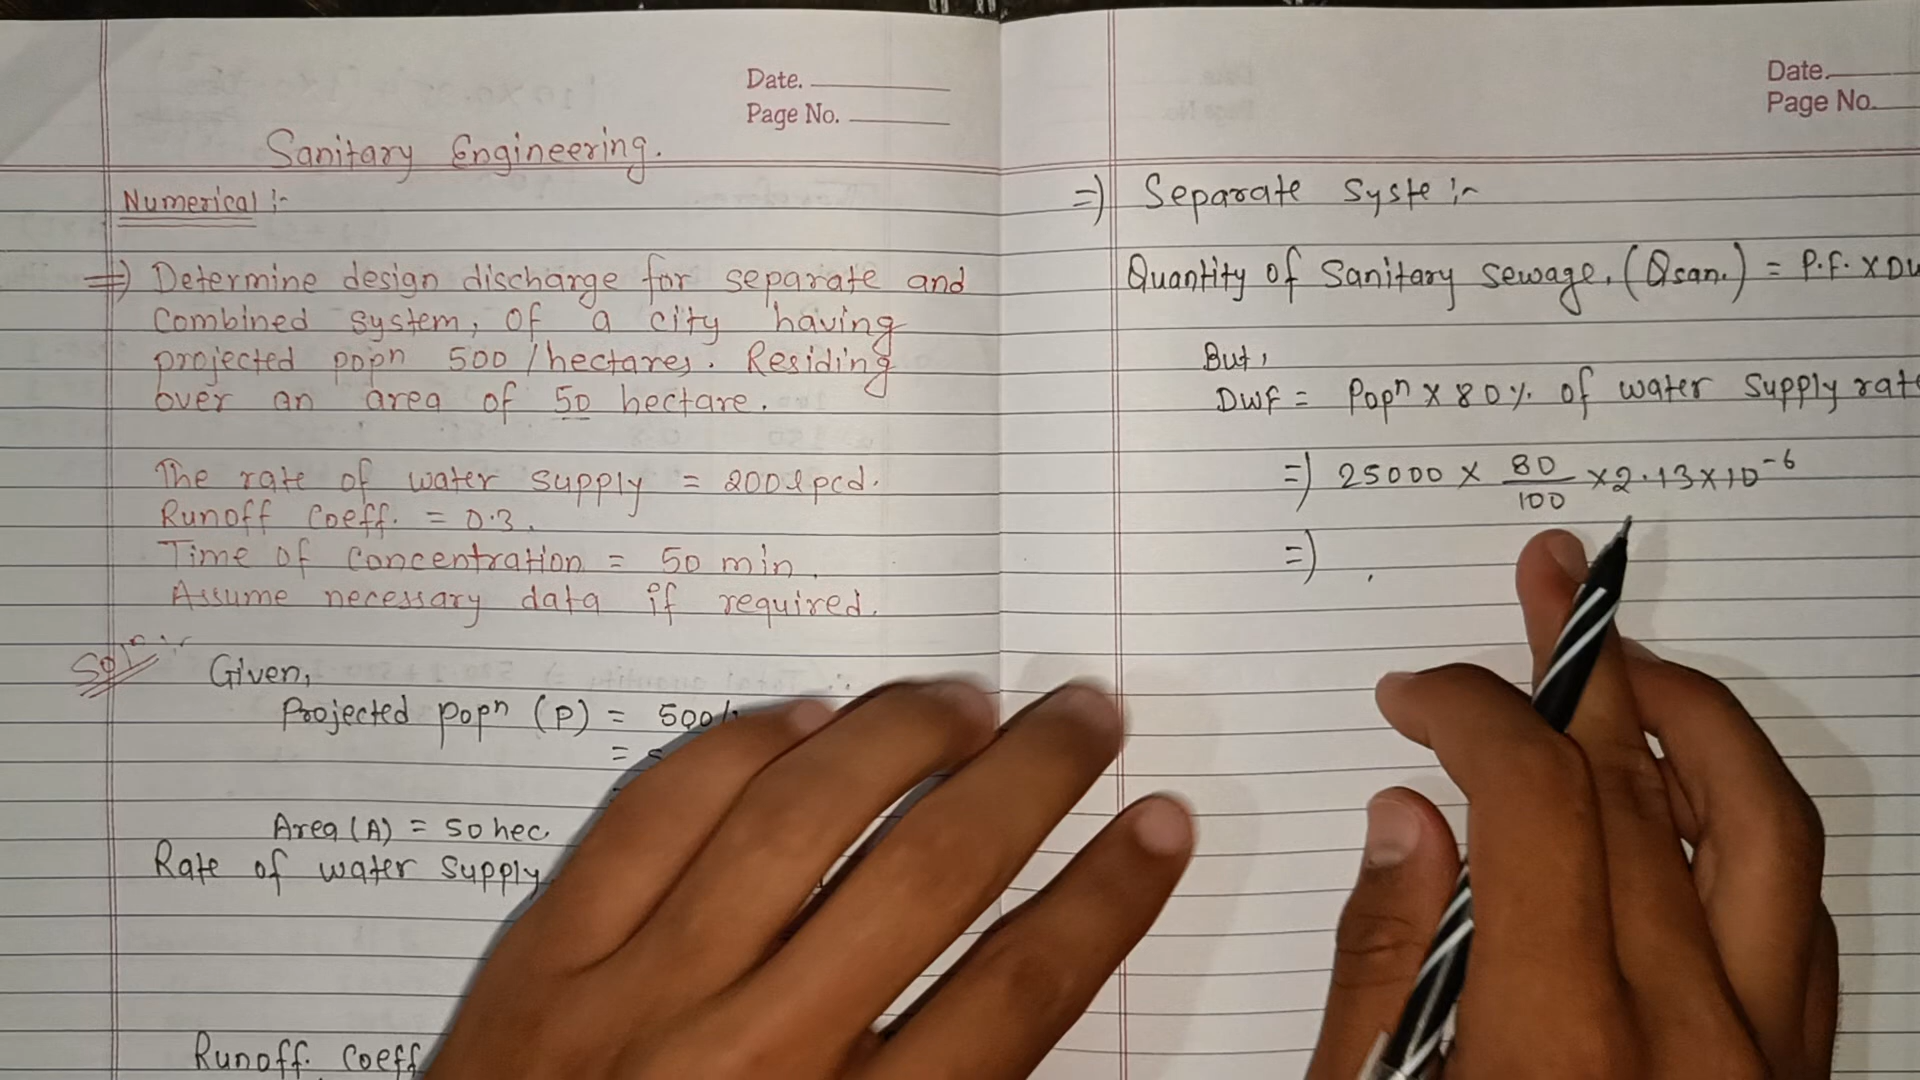 Date.
Page No.
Sanitary Engineering.
Numerical :-
=) Determine design discharge for separate and
Combined system, of a city having
projected popn 500/hectares. Residing
over an area of 50 hectare.
The rate of water supply = 200 lpcd.
Runoff Coeff. = 0.3.
Time of Concentration = 50 min.
Assume necessary data if required.
Soln :-
Given,
Projected popn (P) = 500/
=
Area (A) = 50 hec
Rate of water supply
Runoff. Coeff
Date.
Page No.
=) Separate Syste :-
Quantity of Sanitary sewage. (Qsan.) = P.F. X
But,
DWF = Popn X 80% of water supply rate
=) 25000 X 80/100 X 2.13 X 10-6
=)